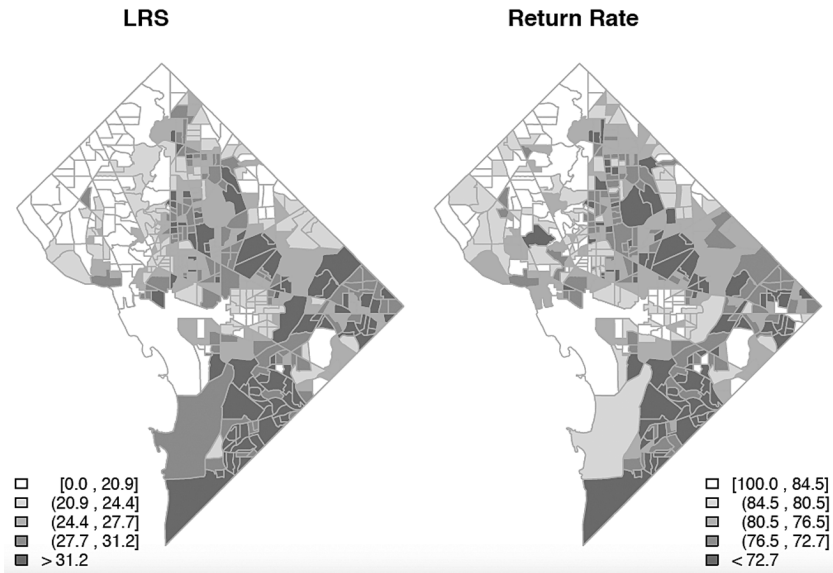 LRS
Return Rate
[0.0 , 20.9]
(20.9 , 24.4]
(24.4 , 27.7]
(27.7 , 31.2]
> 31.2
[100.0 , 84.5]
(84.5 , 80.5]
(80.5 , 76.5]
(76.5 , 72.7]
< 72.7